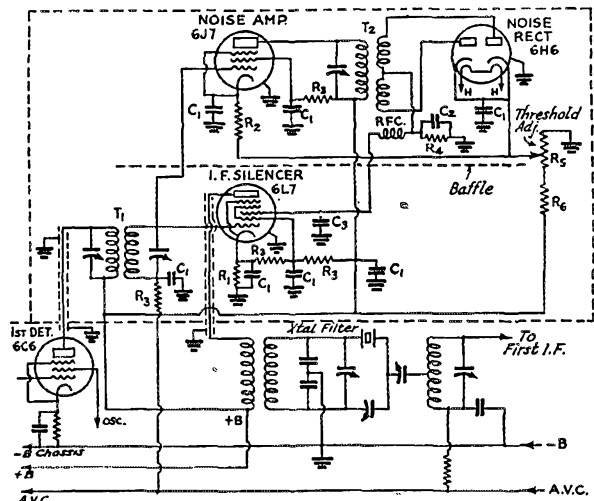 NOISE AMP.
6J7
T2
NOISE
RECT
6H6
C1
R2
C1
R3
H
H
C1
RFC.
C2
R4
Threshold
Adj.
R5
R6
Baffle
I.F. SILENCER
6L7
T1
C1
R3
R1
C1
R3
C1
R3
C3
C1
1ST DET.
6C6
Xtal Filter
To
First I.F.
OSC.
+B
-B Chassis
-B
+B
A.V.C.
A.V.C.